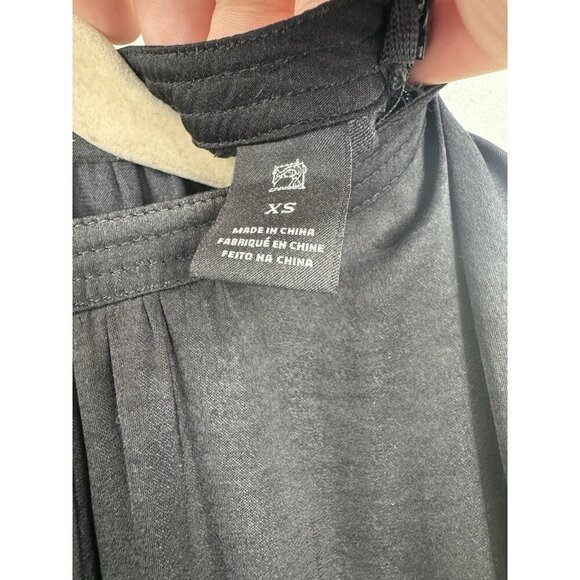 XS
MADE IN CHINA
FABRIQUÉ EN CHINE
FEITO NA CHINA